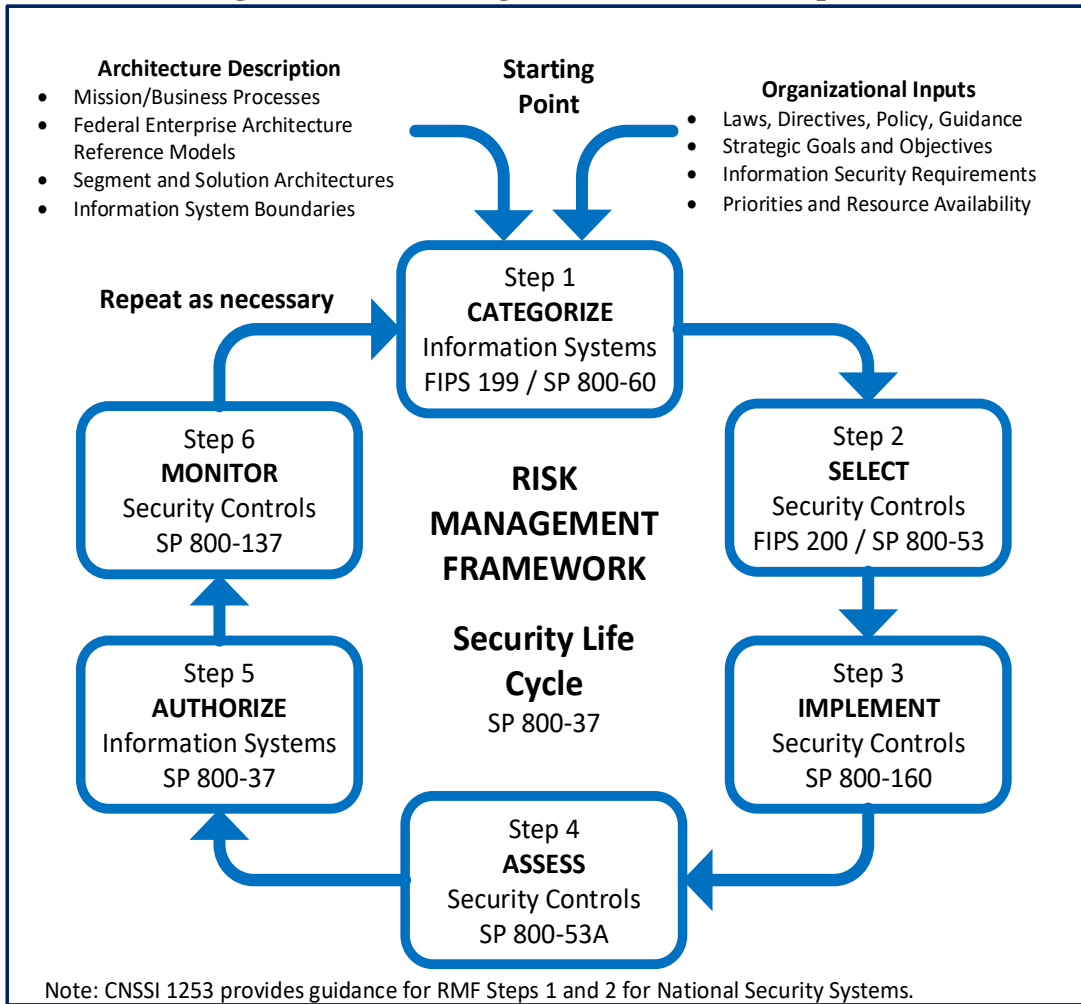 Architecture Description
• Mission/Business Processes
• Federal Enterprise Architecture
Reference Models
• Segment and Solution Architectures
• Information System Boundaries
Starting
Point
Organizational Inputs
• Laws, Directives, Policy, Guidance
• Strategic Goals and Objectives
• Information Security Requirements
• Priorities and Resource Availability
Repeat as necessary
Step 1
CATEGORIZE
Information Systems
FIPS 199 / SP 800-60
Step 2
SELECT
Security Controls
FIPS 200 / SP 800-53
Step 3
IMPLEMENT
Security Controls
SP 800-160
Step 4
ASSESS
Security Controls
SP 800-53A
Step 5
AUTHORIZE
Information Systems
SP 800-37
Step 6
MONITOR
Security Controls
SP 800-137
RISK
MANAGEMENT
FRAMEWORK
Security Life
Cycle
SP 800-37
Note: CNSSI 1253 provides guidance for RMF Steps 1 and 2 for National Security Systems.